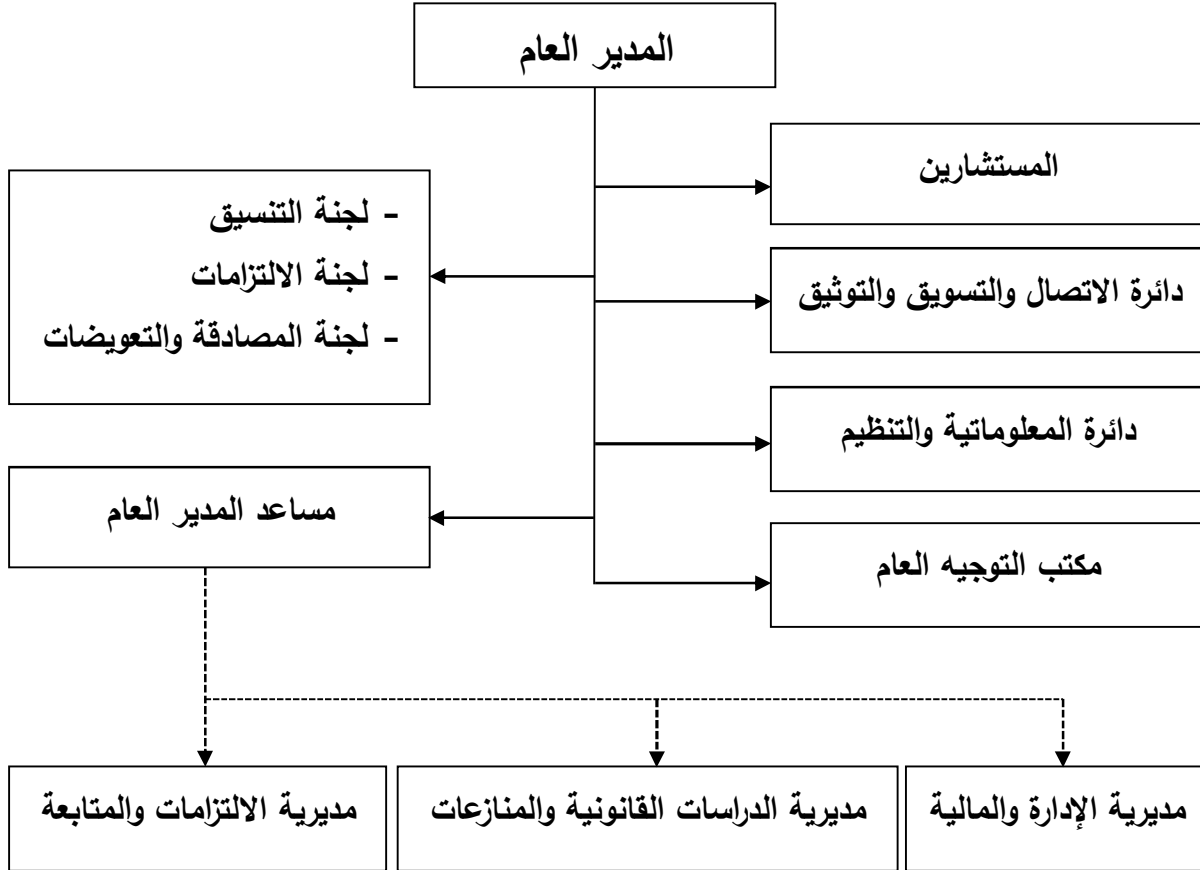 المدير العام
المستشارين
- لجنة التنسيق
- لجنة الالتزامات
- لجنة المصادقة والتعويضات
دائرة الاتصال والتسويق والتوثيق
دائرة المعلوماتية والتنظيم
مساعد المدير العام
مكتب التوجيه العام
مديرية الإدارة والمالية
مديرية الدراسات القانونية والمنازعات
مديرية الالتزامات والمتابعة